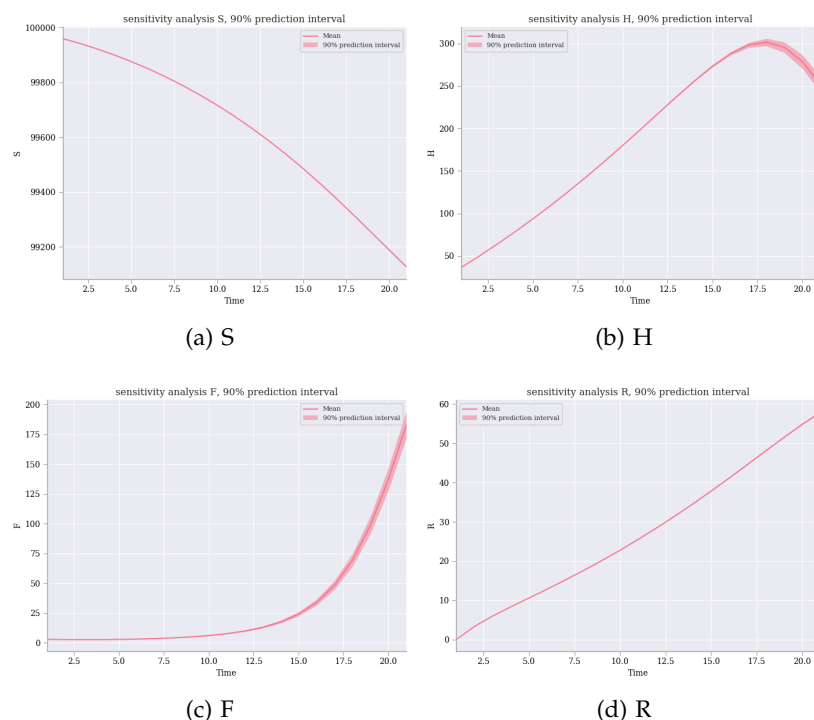 sensitivity analysis S, 90% prediction interval
100000
99800
99600
99400
99200
S
Mean
90% prediction interval
2.5 5.0 7.5 10.0 12.5 15.0 17.5 20.0
Time
(a) S
sensitivity analysis H, 90% prediction interval
300
250
200
150
100
50
H
Mean
90% prediction interval
2.5 5.0 7.5 10.0 12.5 15.0 17.5 20.0
Time
(b) H
sensitivity analysis F, 90% prediction interval
200
175
150
125
100
75
50
25
0
F
Mean
90% prediction interval
2.5 5.0 7.5 10.0 12.5 15.0 17.5 20.0
Time
(c) F
sensitivity analysis R, 90% prediction interval
60
50
40
30
20
10
0
R
Mean
90% prediction interval
2.5 5.0 7.5 10.0 12.5 15.0 17.5 20.0
Time
(d) R